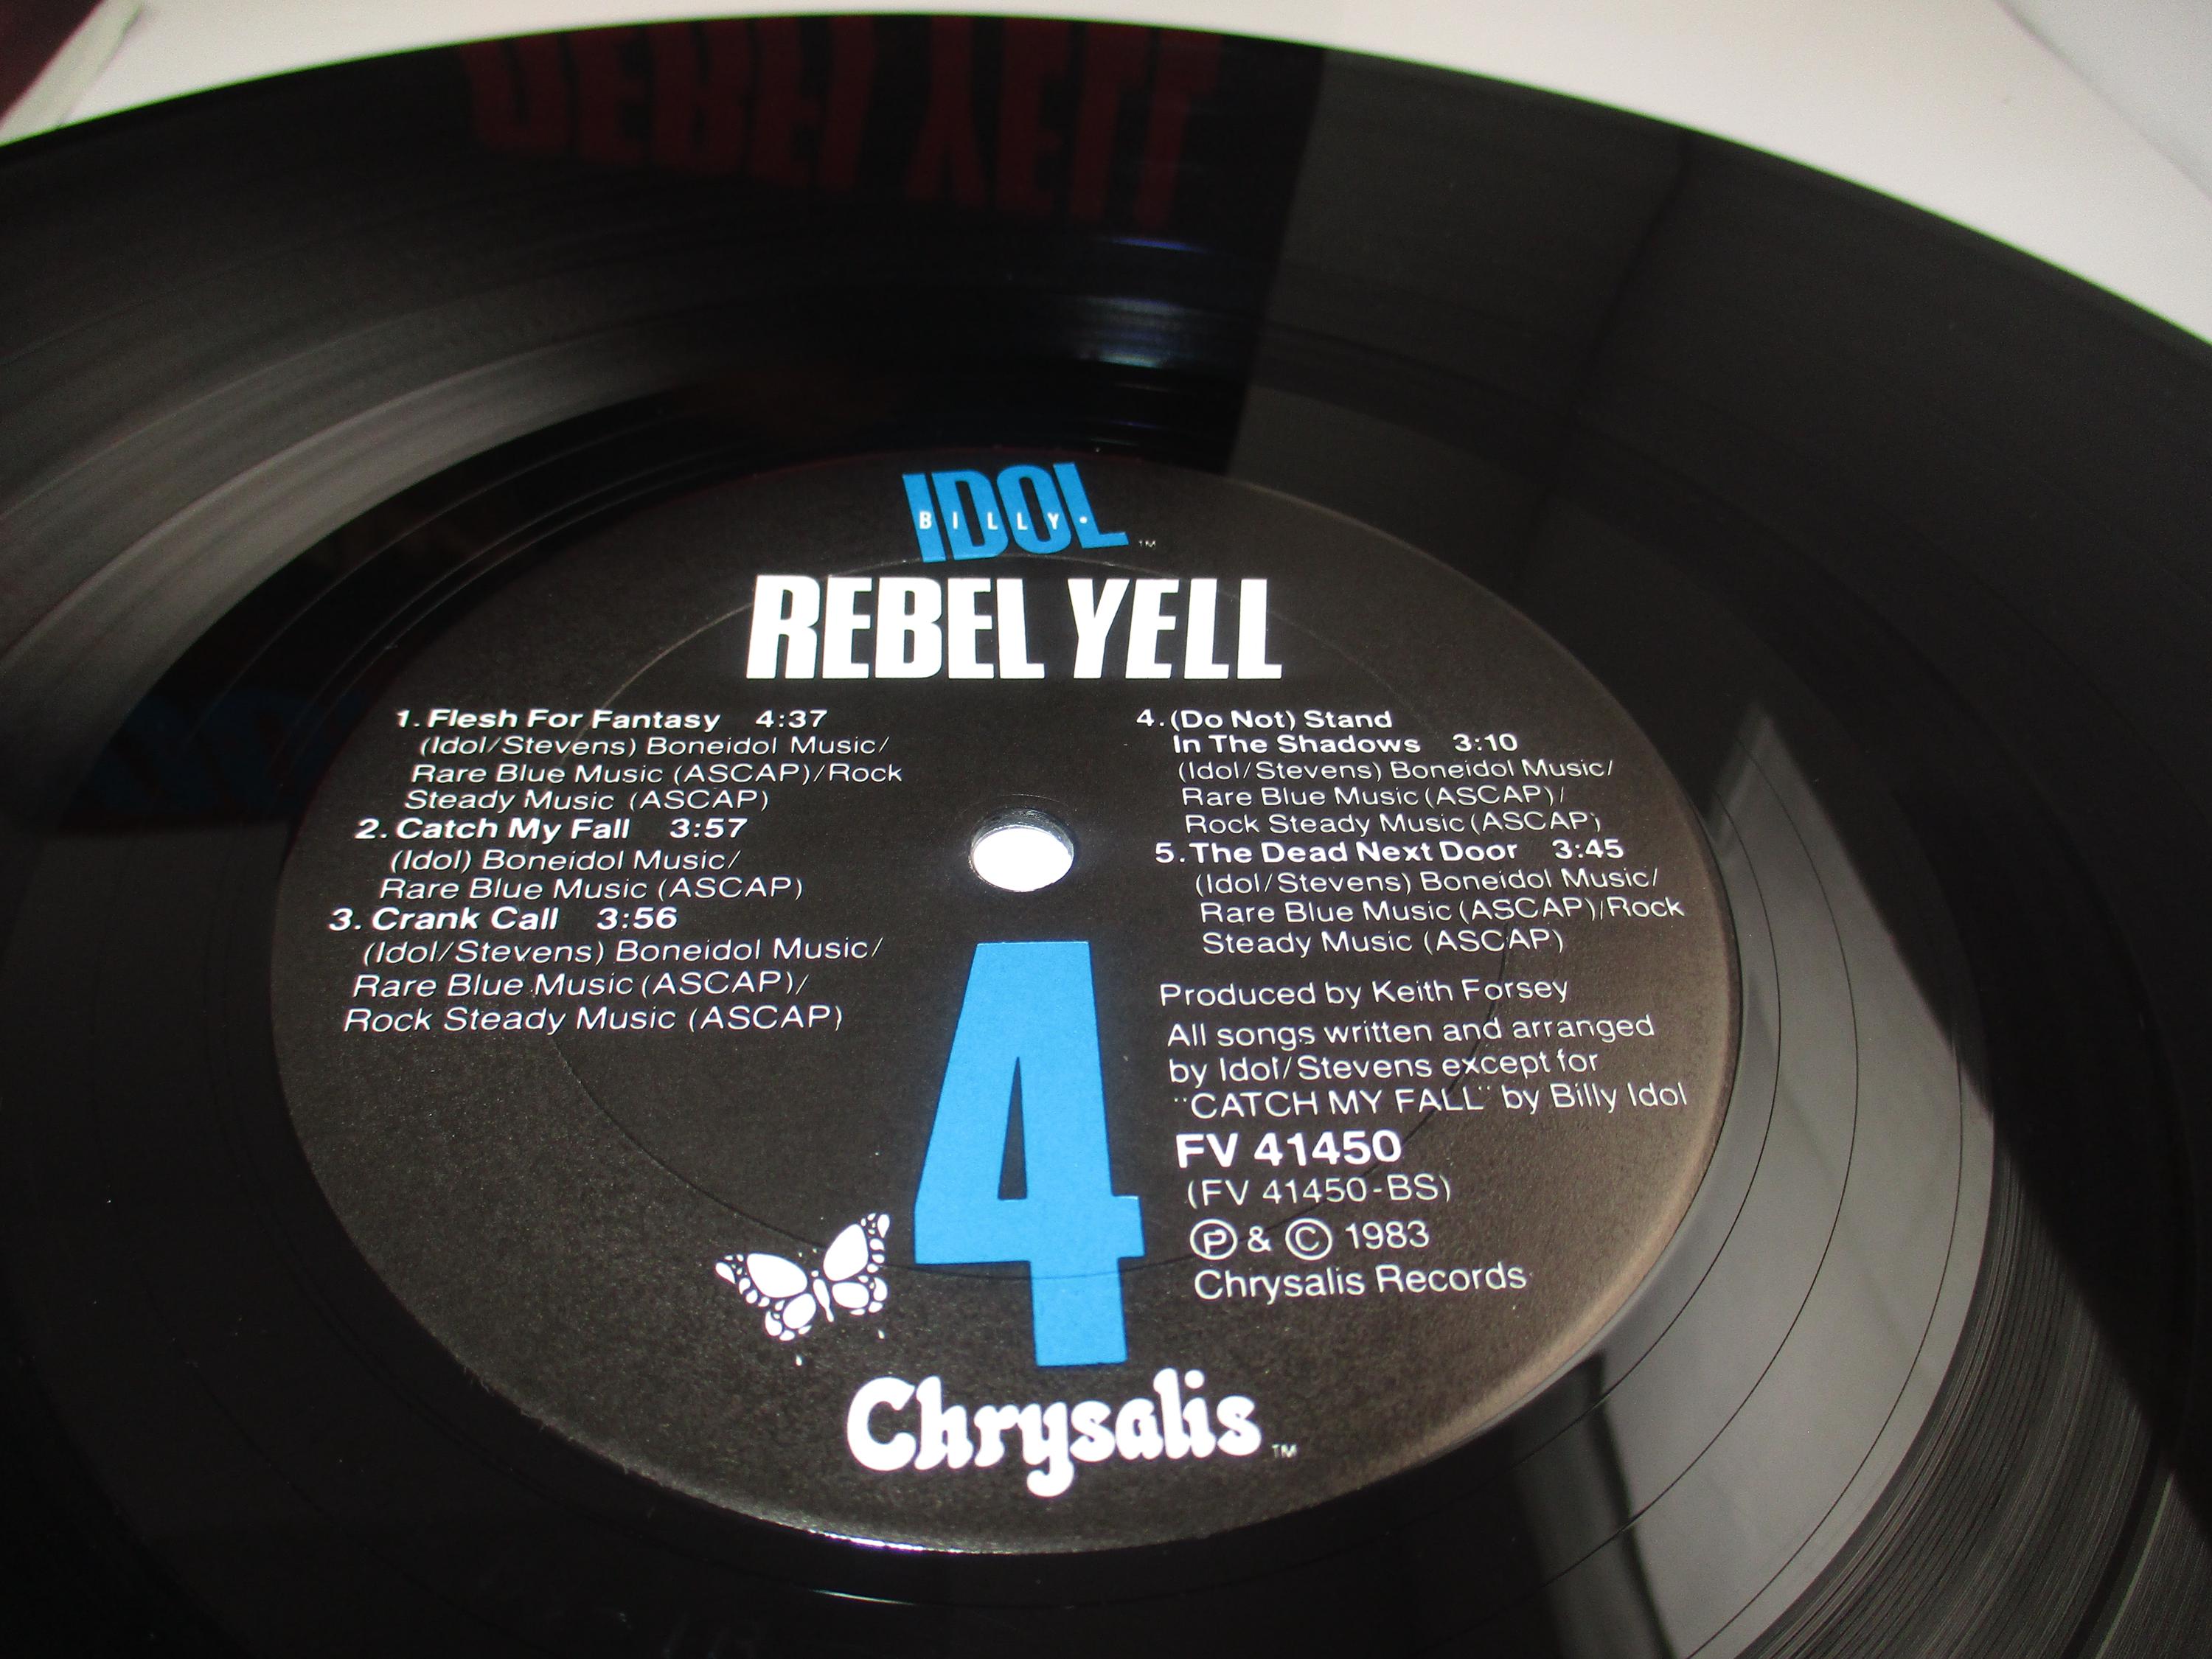 REBEL YELL
IDOL
BILLY•
™
REBEL YELL
1. Flesh For Fantasy 4:37
(Idol/Stevens) Boneidol Music/
Rare Blue Music (ASCAP)/Rock
Steady Music (ASCAP)
2. Catch My Fall 3:57
(Idol) Boneidol Music/
Rare Blue Music (ASCAP)
3. Crank Call 3:56
(Idol/Stevens) Boneidol Music/
Rare Blue Music (ASCAP)/
Rock Steady Music (ASCAP)
4. (Do Not) Stand
In The Shadows 3:10
(Idol/Stevens) Boneidol Music/
Rare Blue Music (ASCAP)/
Rock Steady Music (ASCAP)
5. The Dead Next Door 3:45
(Idol/Stevens) Boneidol Music/
Rare Blue Music (ASCAP)/Rock
Steady Music (ASCAP)
Produced by Keith Forsey
All songs written and arranged
by Idol/Stevens except for
"CATCH MY FALL" by Billy Idol
FV 41450
(FV 41450-BS)
℗ & © 1983
Chrysalis Records
4
Chrysalis™